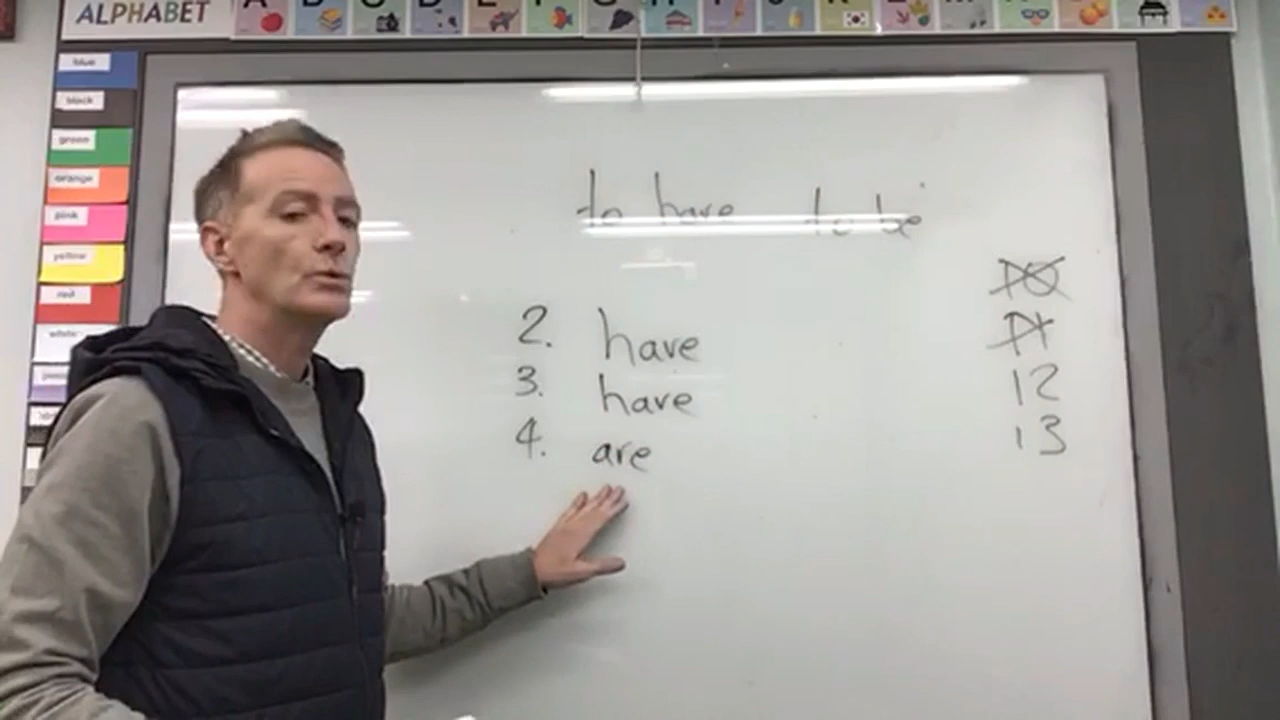 ALPHABET
blue
black
green
orange
pink
yellow
red
white
to have to be
2. have
3. have
4. are
10
11
12
13